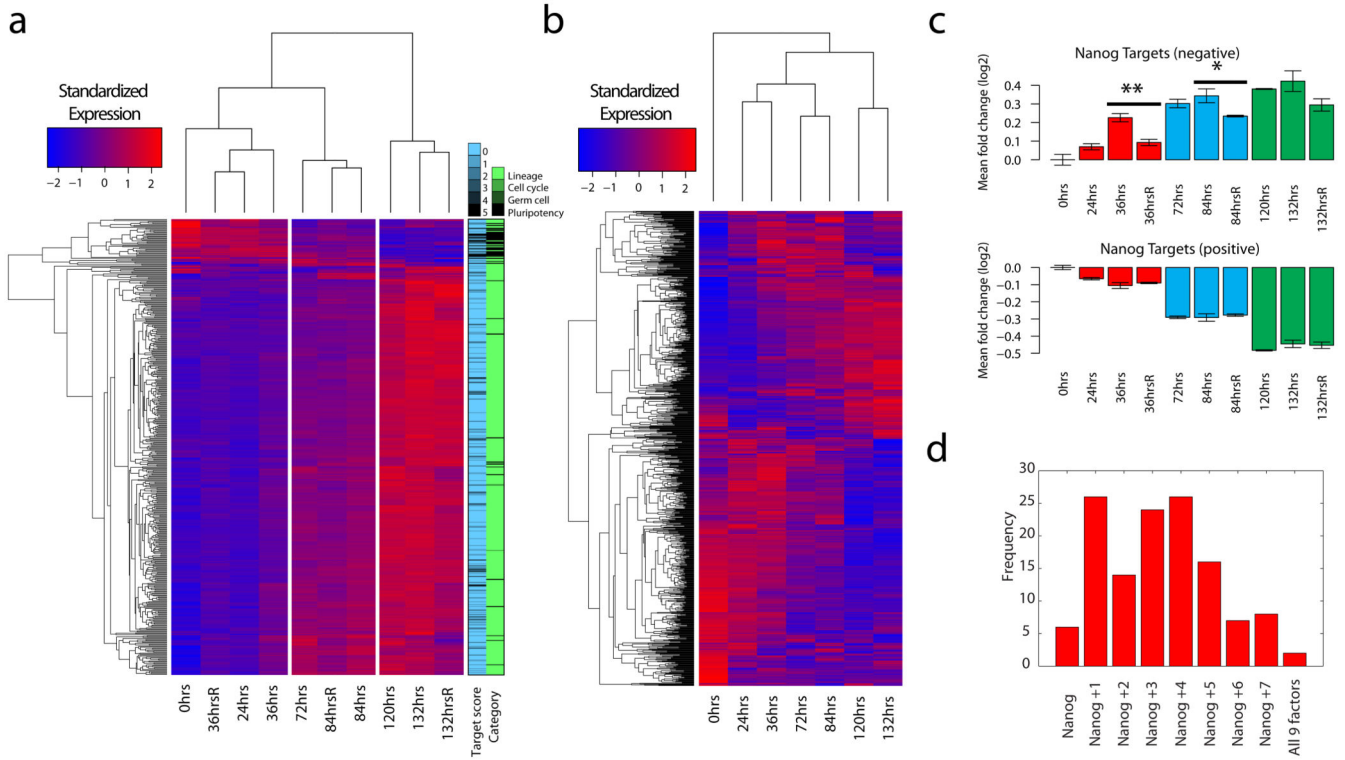 a
Standardized
Expression
−2 −1 0 1 2
0
1
2
3
4
5
Lineage
Cell cycle
Germ cell
Pluripotency
0hrs
36hrsR
24hrs
36hrs
72hrs
84hrsR
84hrs
120hrs
132hrs
132hrsR
Target score
Category
b
Standardized
Expression
−2 −1 0 1 2
0hrs
24hrs
36hrs
72hrs
84hrs
120hrs
132hrs
c
Nanog Targets (negative)
Mean fold change (log2)
0.4
0.3
0.2
0.1
0.0
**
*
0hrs
24hrs
36hrs
36hrsR
72hrs
84hrs
84hrsR
120hrs
132hrs
132hrsR
Nanog Targets (positive)
Mean fold change (log2)
0.0
−0.1
−0.2
−0.3
−0.4
−0.5
0hrs
24hrs
36hrs
36hrsR
72hrs
84hrs
84hrsR
120hrs
132hrs
132hrsR
d
Frequency
30
25
20
15
10
5
0
Nanog
Nanog +1
Nanog +2
Nanog +3
Nanog +4
Nanog +5
Nanog +6
Nanog +7
All 9 factors